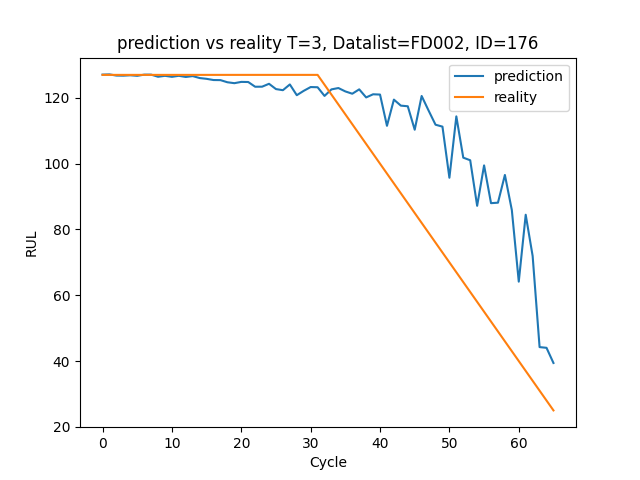 prediction vs reality T=3, Datalist=FD002, ID=176
prediction
reality
120
100
80
60
40
20
RUL
0 10 20 30 40 50 60
Cycle